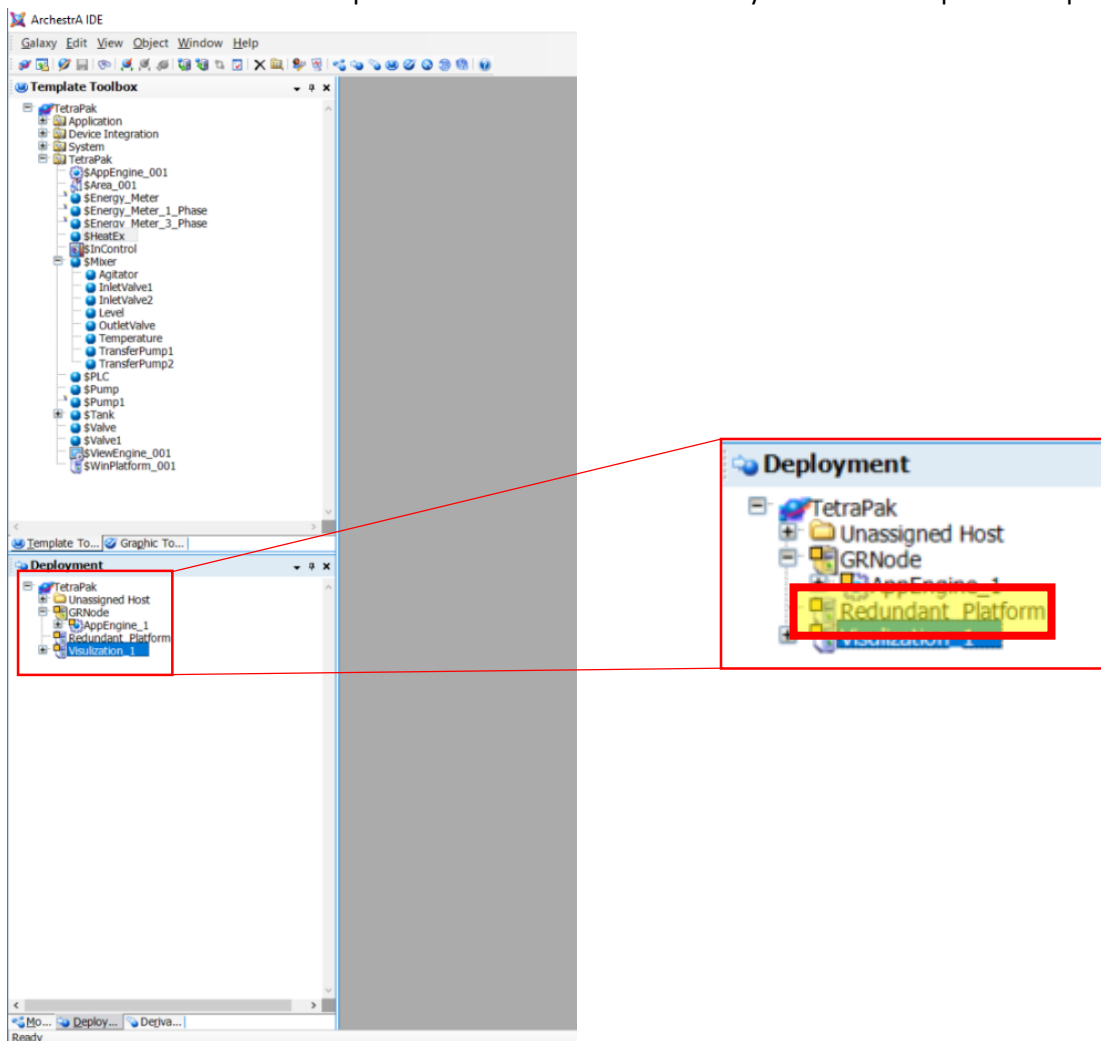 ArchestrA IDE
Galaxy Edit View Object Window Help
Template Toolbox
TetraPak
Application
Device Integration
System
TetraPak
$AppEngine_001
$Area_001
$Energy_Meter
$Energy_Meter_1_Phase
$Energy_Meter_3_Phase
$HeatEx
$InControl
$Mixer
Agitator
InletValve1
InletValve2
Level
OutletValve
Temperature
TransferPump1
TransferPump2
$PLC
$Pump
$Pump1
$Tank
$Valve
$Valve1
$ViewEngine_001
$WinPlatform_001
Template To... Graphic To...
Deployment
TetraPak
Unassigned Host
GRNode
AppEngine_1
Redundant_Platform
Visulization_1
Mo... Deploy... Deriva...
Ready
Deployment
TetraPak
Unassigned Host
GRNode
AppEngine_1
Redundant_Platform
Visulization_1